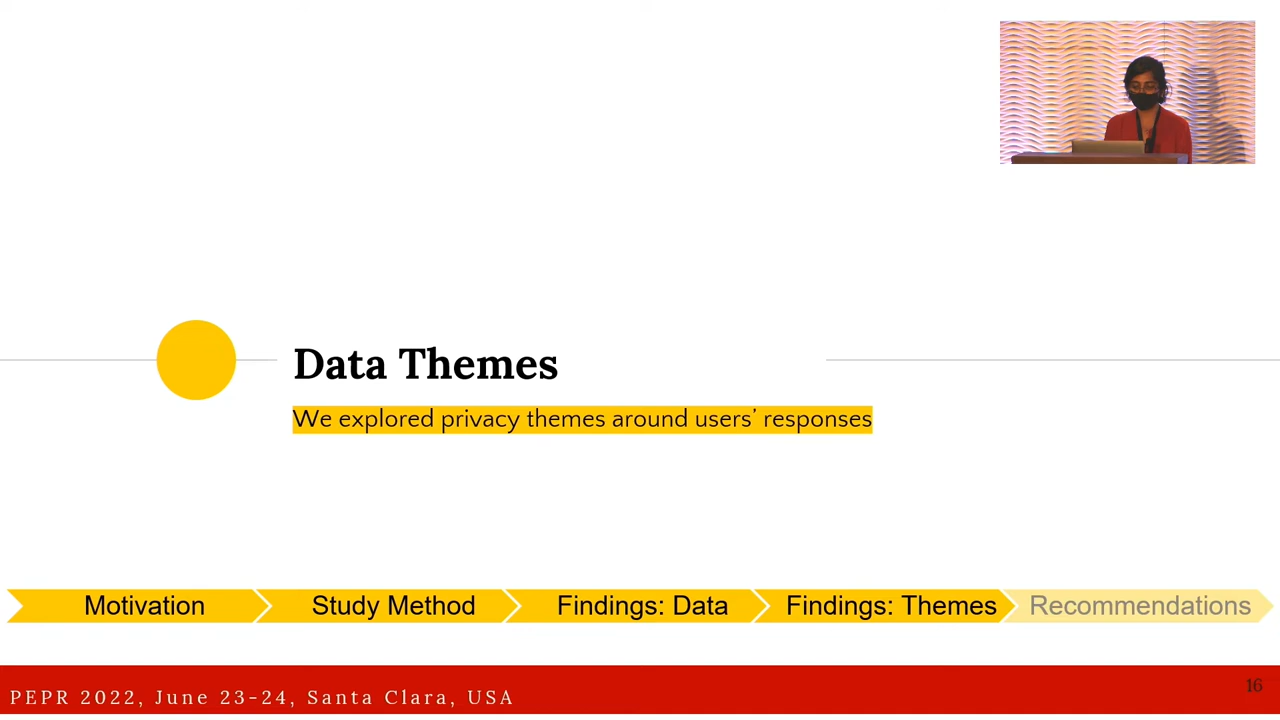 Data Themes
We explored privacy themes around users' responses
Motivation
Study Method
Findings: Data
Findings: Themes
Recommendations
PEPR 2022, June 23-24, Santa Clara, USA
16